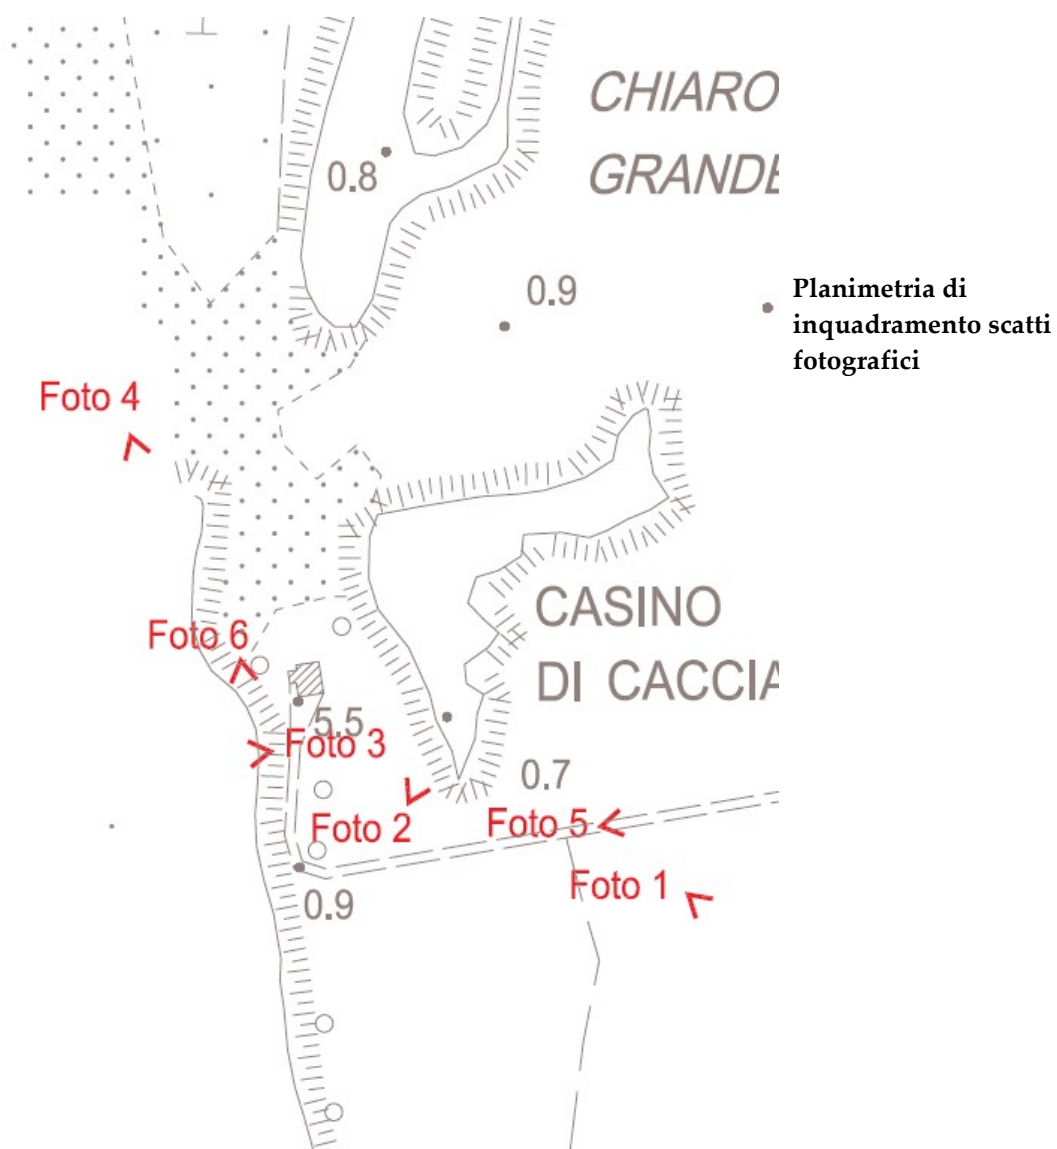 CHIARO
GRANDE
0.8
0.9
Planimetria di
inquadramento scatti
fotografici
Foto 4
CASINO
DI CACCIA
Foto 6
5.5
Foto 3
0.7
Foto 2
Foto 5
Foto 1
0.9